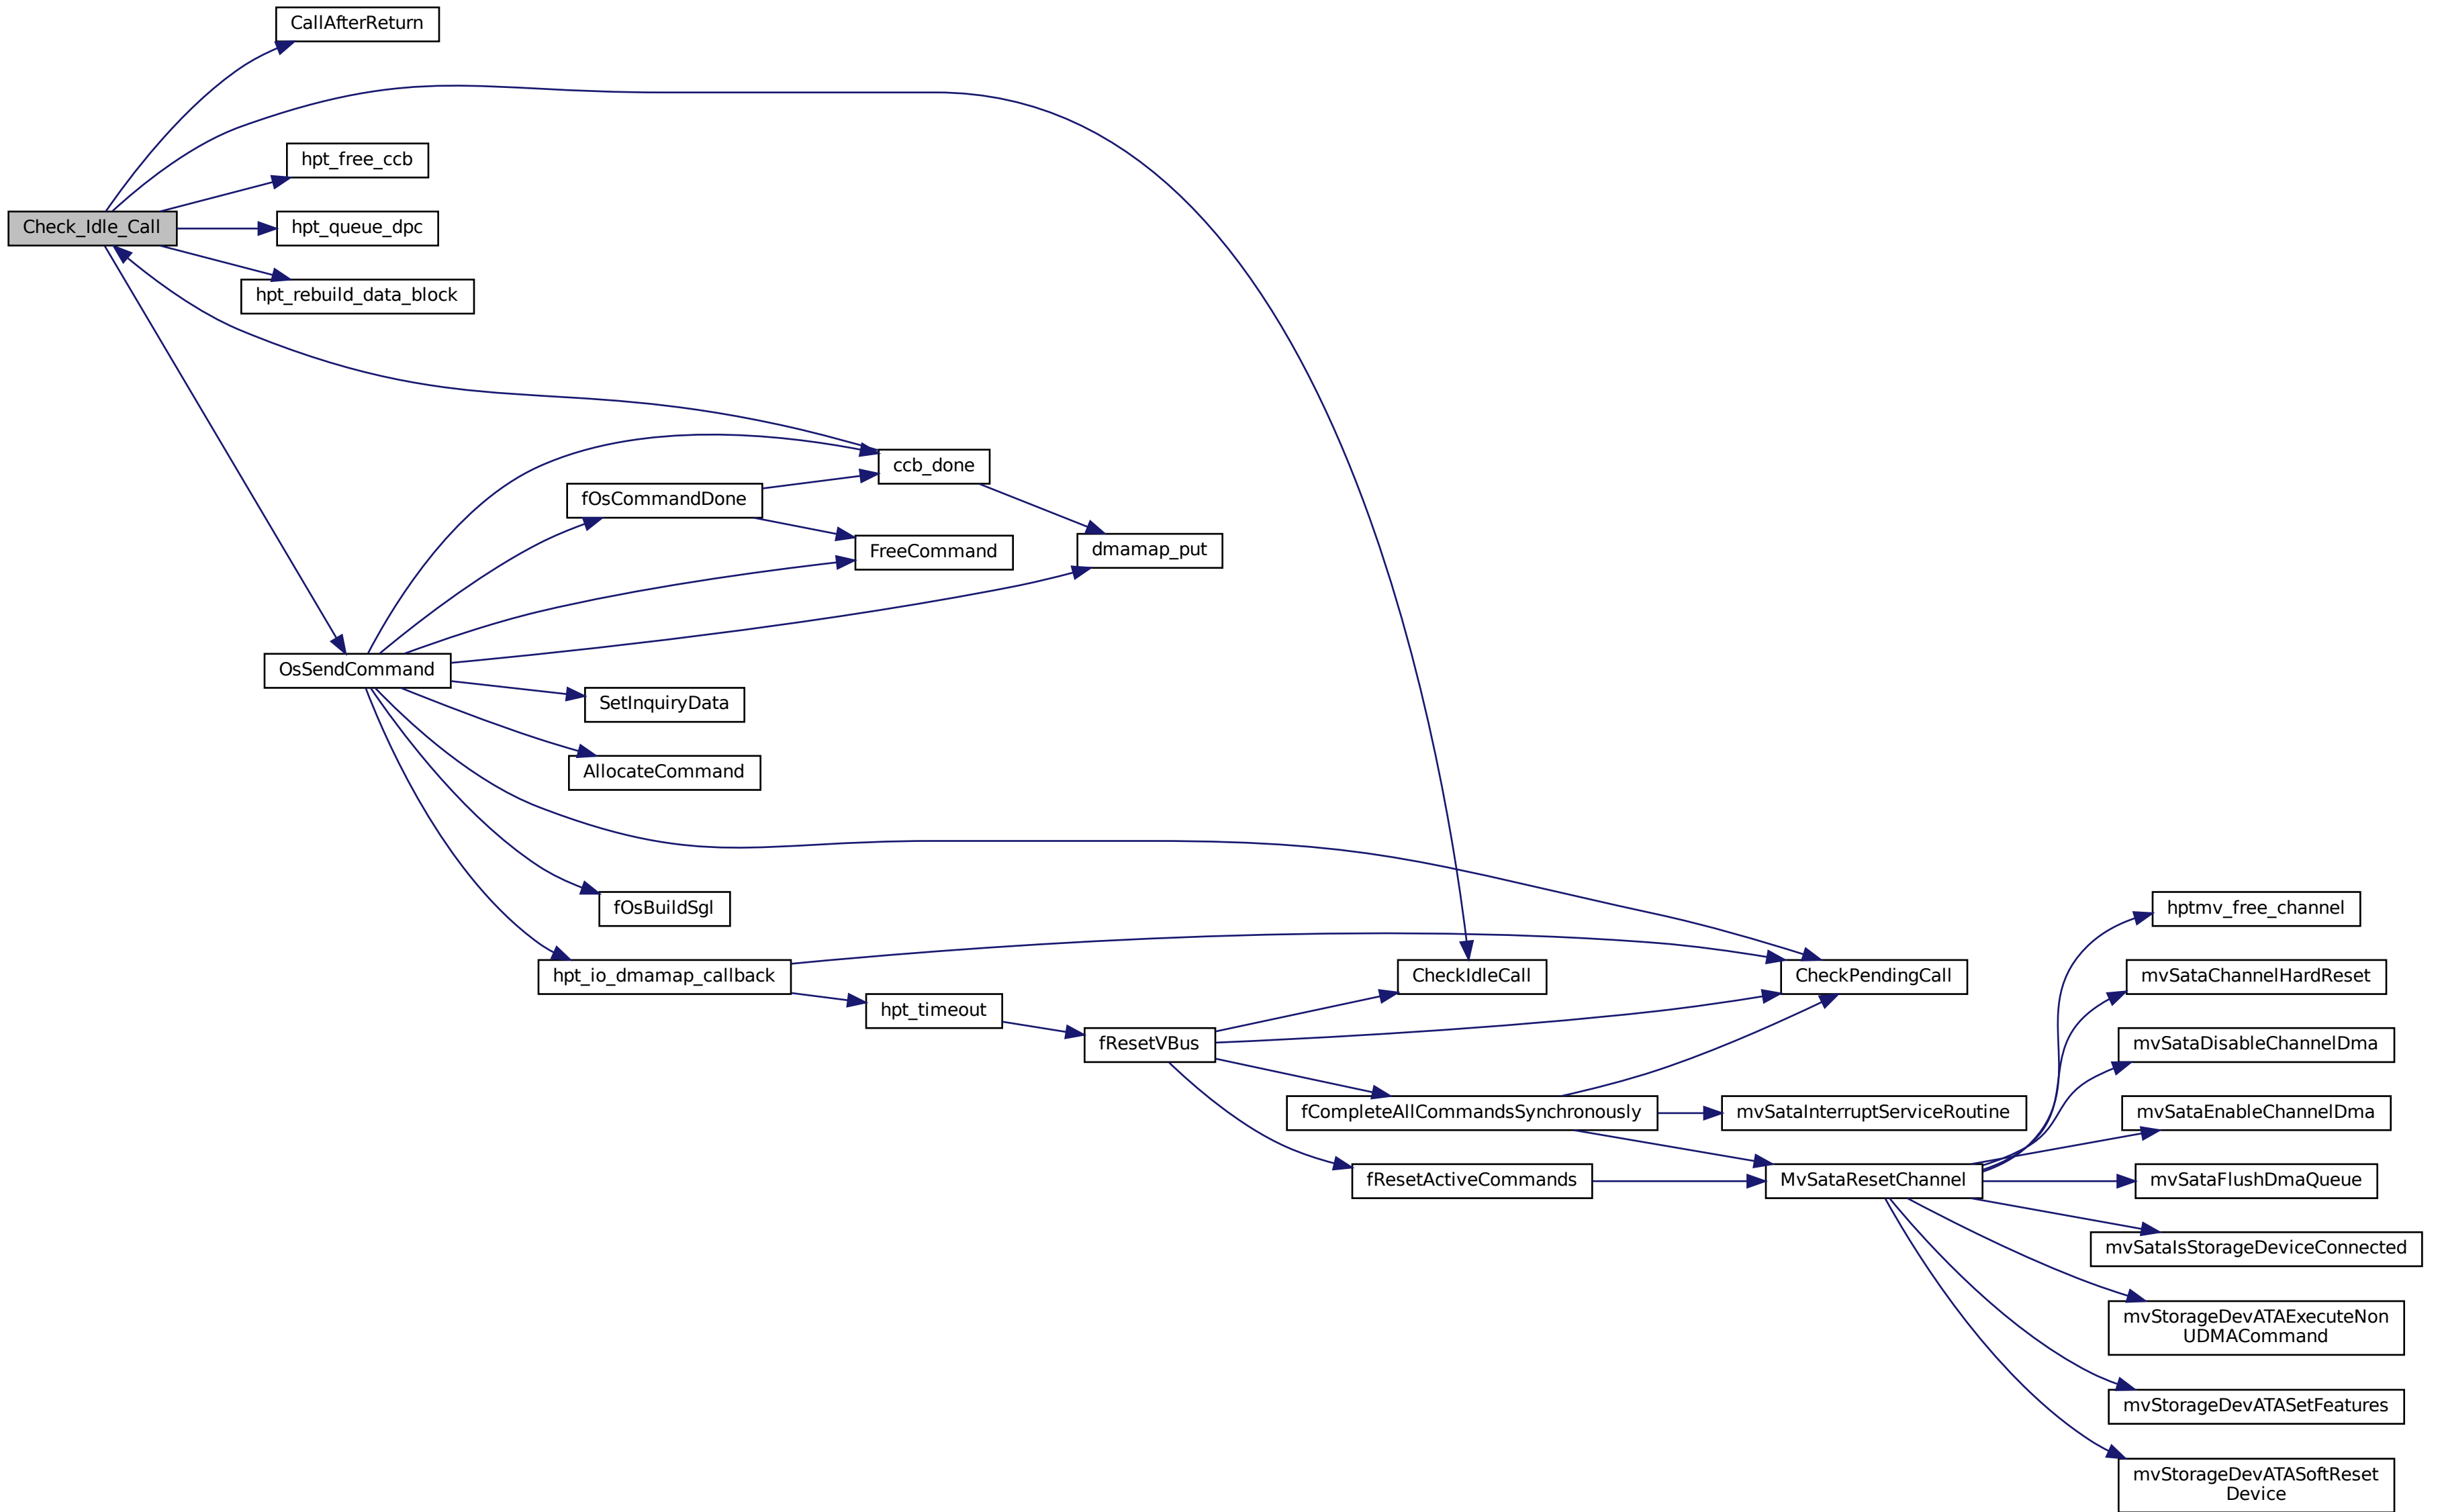 CallAfterReturn
hpt_free_ccb
Check_Idle_Call
hpt_queue_dpc
hpt_rebuild_data_block
ccb_done
fOsCommandDone
FreeCommand
dmamap_put
OsSendCommand
SetInquiryData
AllocateCommand
fOsBuildSgl
hptmv_free_channel
hpt_io_dmamap_callback
CheckIdleCall
CheckPendingCall
mvSataChannelHardReset
hpt_timeout
fResetVBus
mvSataDisableChannelDma
fCompleteAllCommandsSynchronously
mvSataInterruptServiceRoutine
mvSataEnableChannelDma
fResetActiveCommands
MvSataResetChannel
mvSataFlushDmaQueue
mvSataIsStorageDeviceConnected
mvStorageDevATAExecuteNon
UDMACommand
mvStorageDevATASetFeatures
mvStorageDevATASoftReset
Device